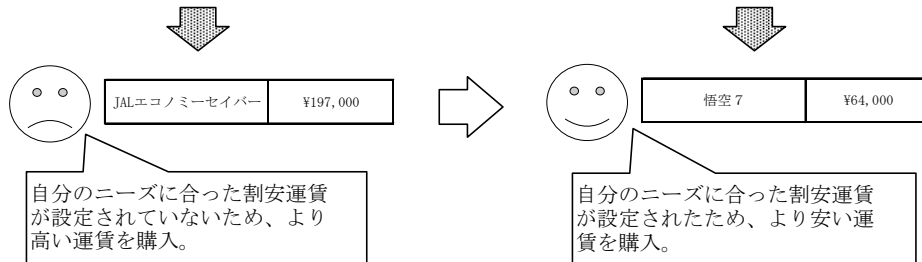 JALエコノミーセイバー ¥197,000
悟空7 ¥64,000
自分のニーズに合った割安運賃
が設定されていないため、より
高い運賃を購入。
自分のニーズに合った割安運賃
が設定されたため、より安い運
賃を購入。